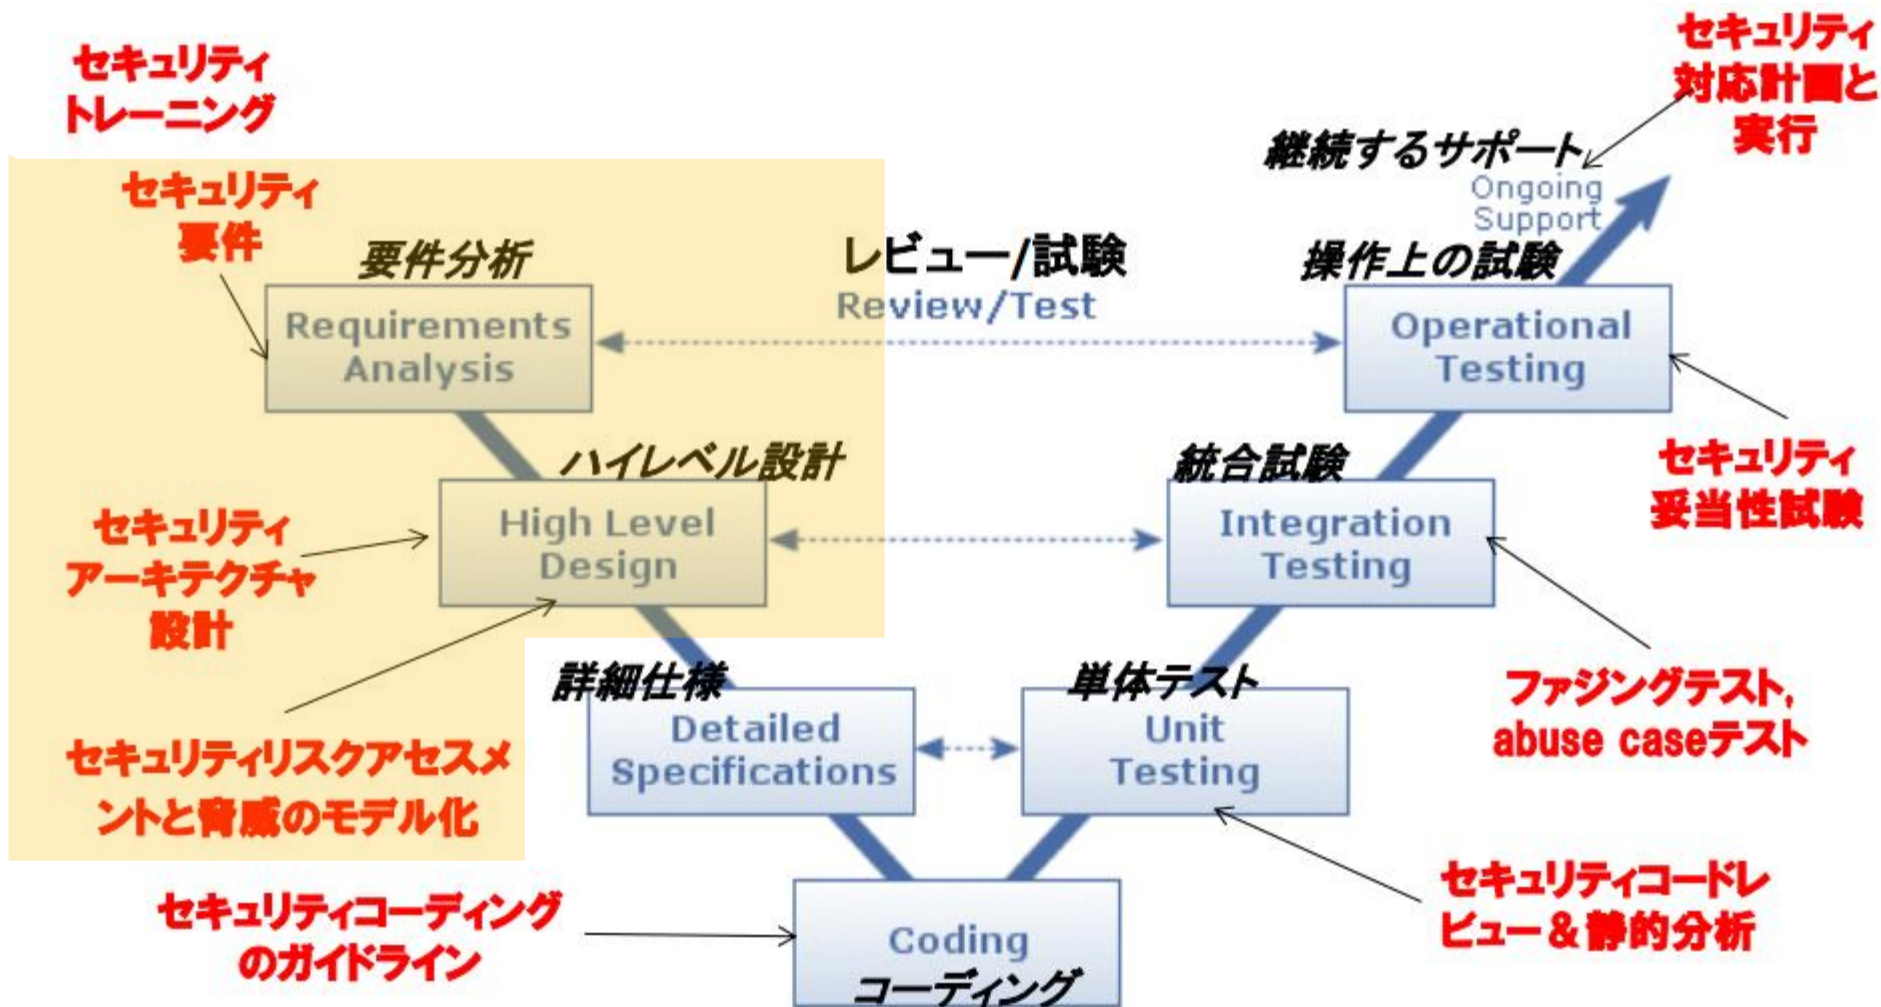 セキュリティ
トレーニング
セキュリティ
対応計画と
実行
継続するサポート
Ongoing
Support
セキュリティ
要件
要件分析
Requirements
Analysis
レビュー/試験
Review/Test
操作上の試験
Operational
Testing
セキュリティ
妥当性試験
ハイレベル設計
High Level
Design
統合試験
Integration
Testing
セキュリティ
アーキテクチャ
設計
ファジングテスト,
abuse caseテスト
セキュリティリスクアセスメ
ントと脅威のモデル化
詳細仕様
Detailed
Specifications
単体テスト
Unit
Testing
セキュリティコードレ
ビュー&静的分析
セキュリティコーディング
のガイドライン
Coding
コーディング